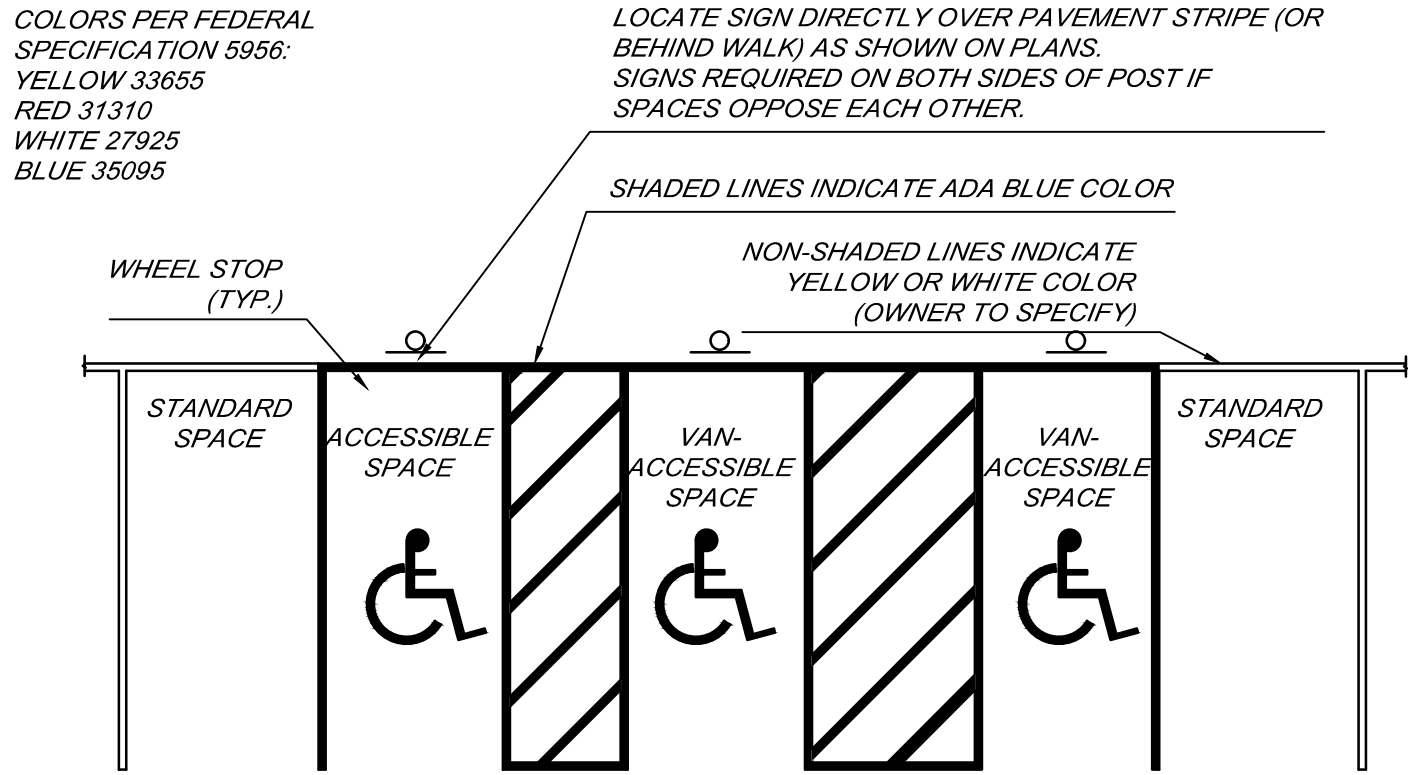 COLORS PER FEDERAL
SPECIFICATION 5956:
YELLOW 33655
RED 31310
WHITE 27925
BLUE 35095
LOCATE SIGN DIRECTLY OVER PAVEMENT STRIPE (OR
BEHIND WALK) AS SHOWN ON PLANS.
SIGNS REQUIRED ON BOTH SIDES OF POST IF
SPACES OPPOSE EACH OTHER.
SHADED LINES INDICATE ADA BLUE COLOR
NON-SHADED LINES INDICATE
YELLOW OR WHITE COLOR
(OWNER TO SPECIFY)
WHEEL STOP
(TYP.)
STANDARD
SPACE
ACCESSIBLE
SPACE
VAN-
ACCESSIBLE
SPACE
VAN-
ACCESSIBLE
SPACE
STANDARD
SPACE